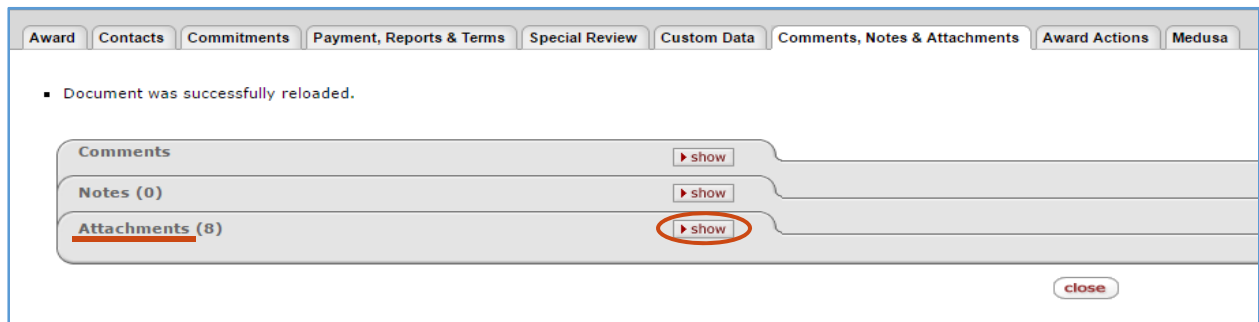 Award Contacts Commitments Payment, Reports & Terms Special Review Custom Data Comments, Notes & Attachments Award Actions Medusa
Document was successfully reloaded.
Comments show
Notes (0) show
Attachments (8) show
close